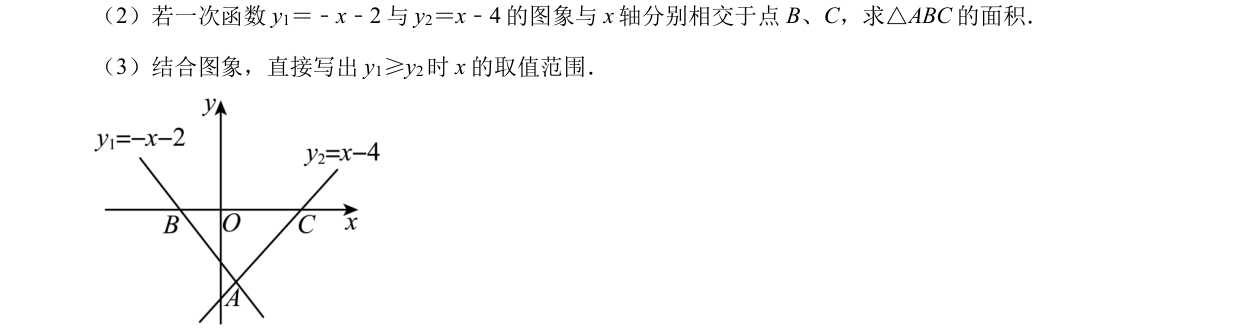 （2）若一次函数 y₁＝﹣x﹣2 与 y₂＝x﹣4 的图象与 x 轴分别相交于点 B、C，求△ABC 的面积．
（3）结合图象，直接写出 y₁≥y₂ 时 x 的取值范围．
y
y₁=−x−2
y₂=x−4
B
O
C
x
A